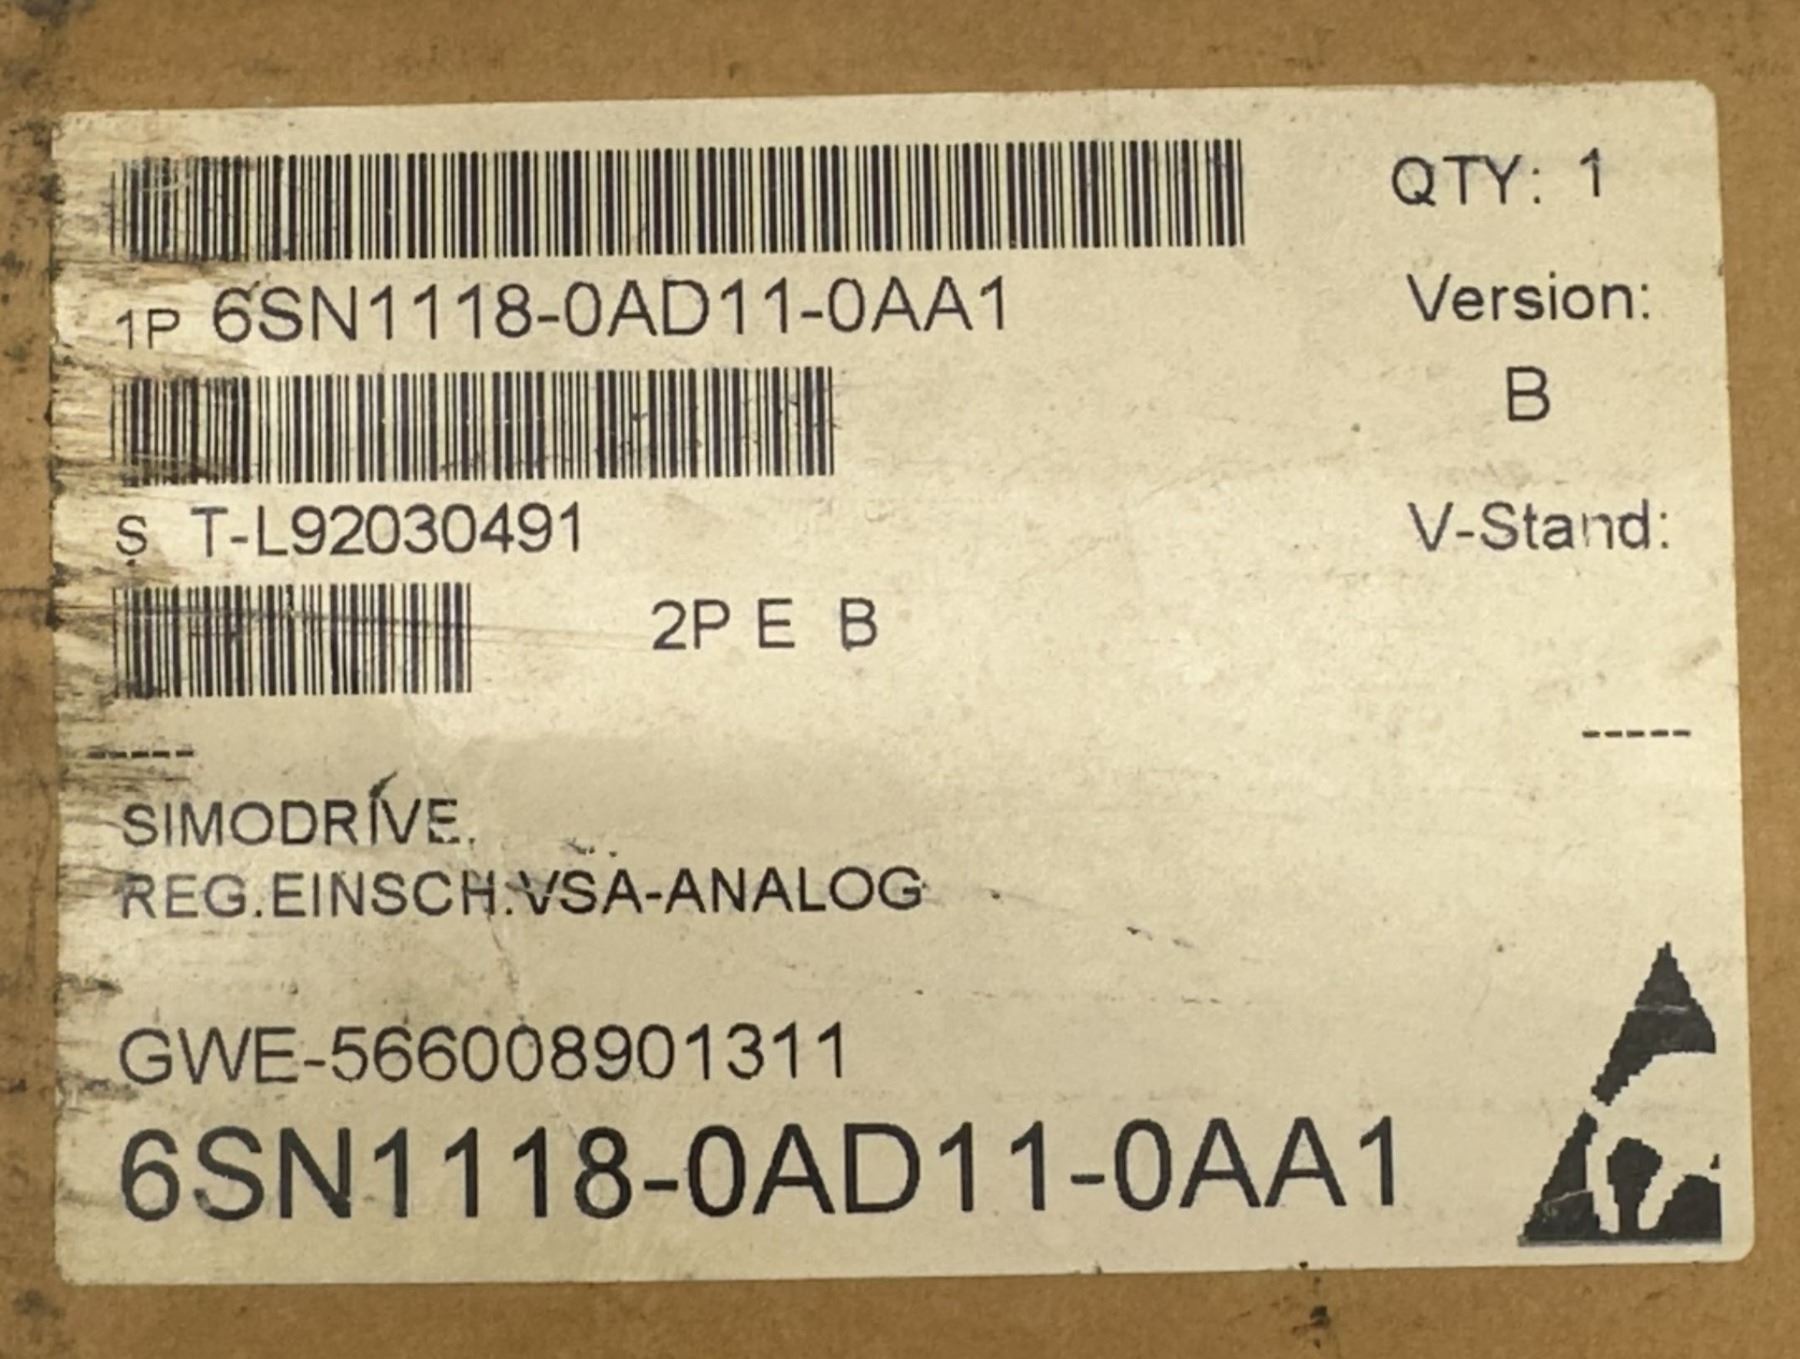 QTY: 1
1P 6SN1118-0AD11-0AA1
Version:
B
S T-L92030491
V-Stand:
2P E B
-----
-----
SIMODRIVE.
REG.EINSCH.VSA-ANALOG
GWE-566008901311
6SN1118-0AD11-0AA1